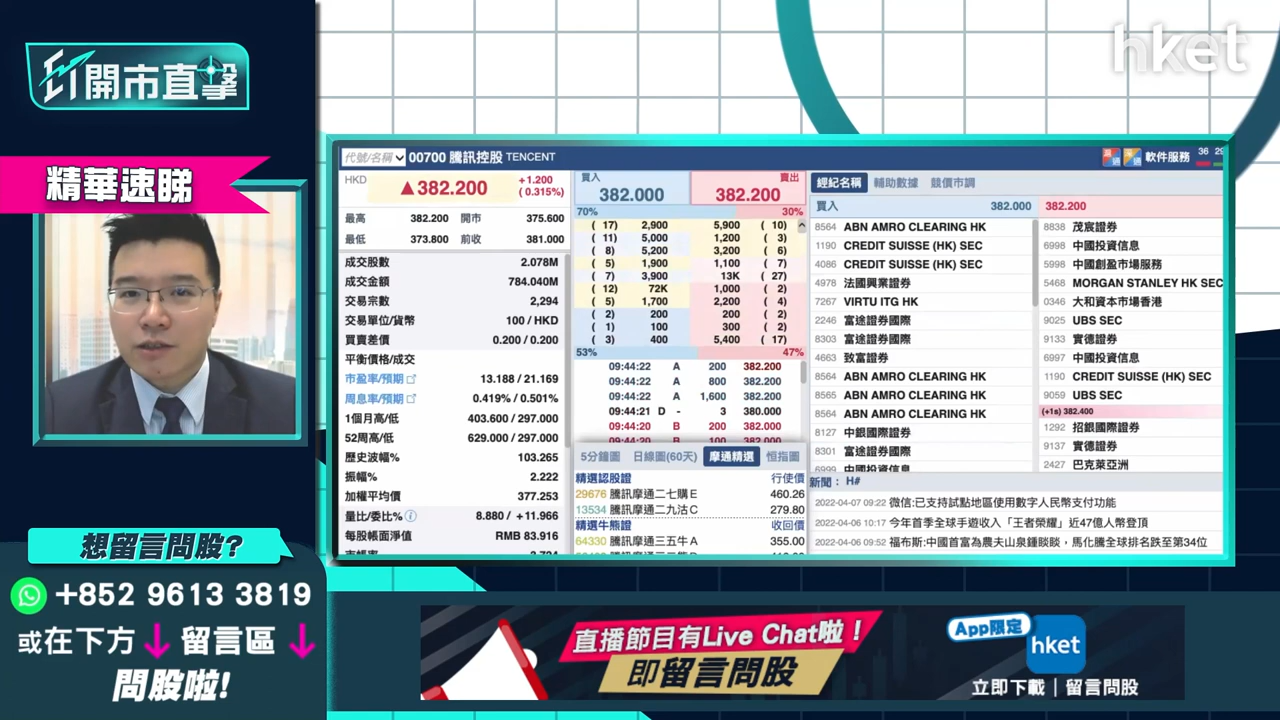 hket
開市直擊
精華速睇
代號/名稱 00700 騰訊控股 TENCENT
軟件服務 36
HKD ▲382.200 +1.200 (0.315%)
最高 382.200 開市 375.600
最低 373.800 前收 381.000
成交股數 2.078M
成交金額 784.040M
交易宗數 2,294
交易單位/貨幣 100 / HKD
買賣差價 0.200 / 0.200
平衡價格/成交
市盈率/預期 13.188 / 21.169
周息率/預期 0.419% / 0.501%
1個月高/低 403.600 / 297.000
52周高/低 629.000 / 297.000
歷史波幅% 103.265
振幅% 2.222
加權平均價 377.253
量比/委比% 8.880 / +11.966
每股賬面淨值 RMB 83.916
買入 382.000 賣出 382.200
70% 30%
( 17) 2,900 5,900 ( 10)
( 11) 5,000 1,200 ( 3)
( 8) 5,200 3,200 ( 6)
( 5) 1,900 1,100 ( 7)
( 7) 3,900 13K ( 27)
( 12) 72K 1,000 ( 2)
( 5) 1,700 2,200 ( 4)
( 2) 200 200 ( 2)
( 1) 100 300 ( 2)
( 3) 400 5,400 ( 17)
53% 47%
09:44:22 A 200 382.200
09:44:22 A 800 382.200
09:44:22 A 1,600 382.200
09:44:21 D - 3 380.000
09:44:20 B 200 382.000
09:44:20 B 100 382.000
5分鐘圖 日線圖(60天) 摩通精選 恒指圖
精選認股證 行使價
29676 騰訊摩通二七購E 460.26
13534 騰訊摩通二九沽C 279.80
精選牛熊證 收回價
64330 騰訊摩通三五牛A 355.00
經紀名稱 輔助數據 競價市調
買入 382.000 382.200
8564 ABN AMRO CLEARING HK
1190 CREDIT SUISSE (HK) SEC
4086 CREDIT SUISSE (HK) SEC
4978 法國興業證券
7267 VIRTU ITG HK
2246 富途證券國際
8303 富途證券國際
4663 致富證券
8564 ABN AMRO CLEARING HK
8565 ABN AMRO CLEARING HK
8564 ABN AMRO CLEARING HK
8127 中銀國際證券
8301 富途證券國際
6999 中國投資信息
8838 茂宸證券
6998 中國投資信息
5998 中國創盈市場服務
5468 MORGAN STANLEY HK SEC
0346 大和資本市場香港
9025 UBS SEC
9133 實德證券
6997 中國投資信息
1190 CREDIT SUISSE (HK) SEC
9059 UBS SEC
(+1s) 382.400
1292 招銀國際證券
9137 實德證券
2427 巴克萊亞洲
新聞： H#
2022-04-07 09:22 微信:已支持試點地區使用數字人民幣支付功能
2022-04-06 10:17 今年首季全球手遊收入「王者榮耀」近47億人幣登頂
2022-04-06 09:52 福布斯:中國首富為農夫山泉鍾睒睒，馬化騰全球排名跌至第34位
想留言問股?
+852 9613 3819
或在下方↓留言區↓
問股啦!
直播節目有Live Chat啦！
即留言問股
App限定
hket
立即下載｜留言問股